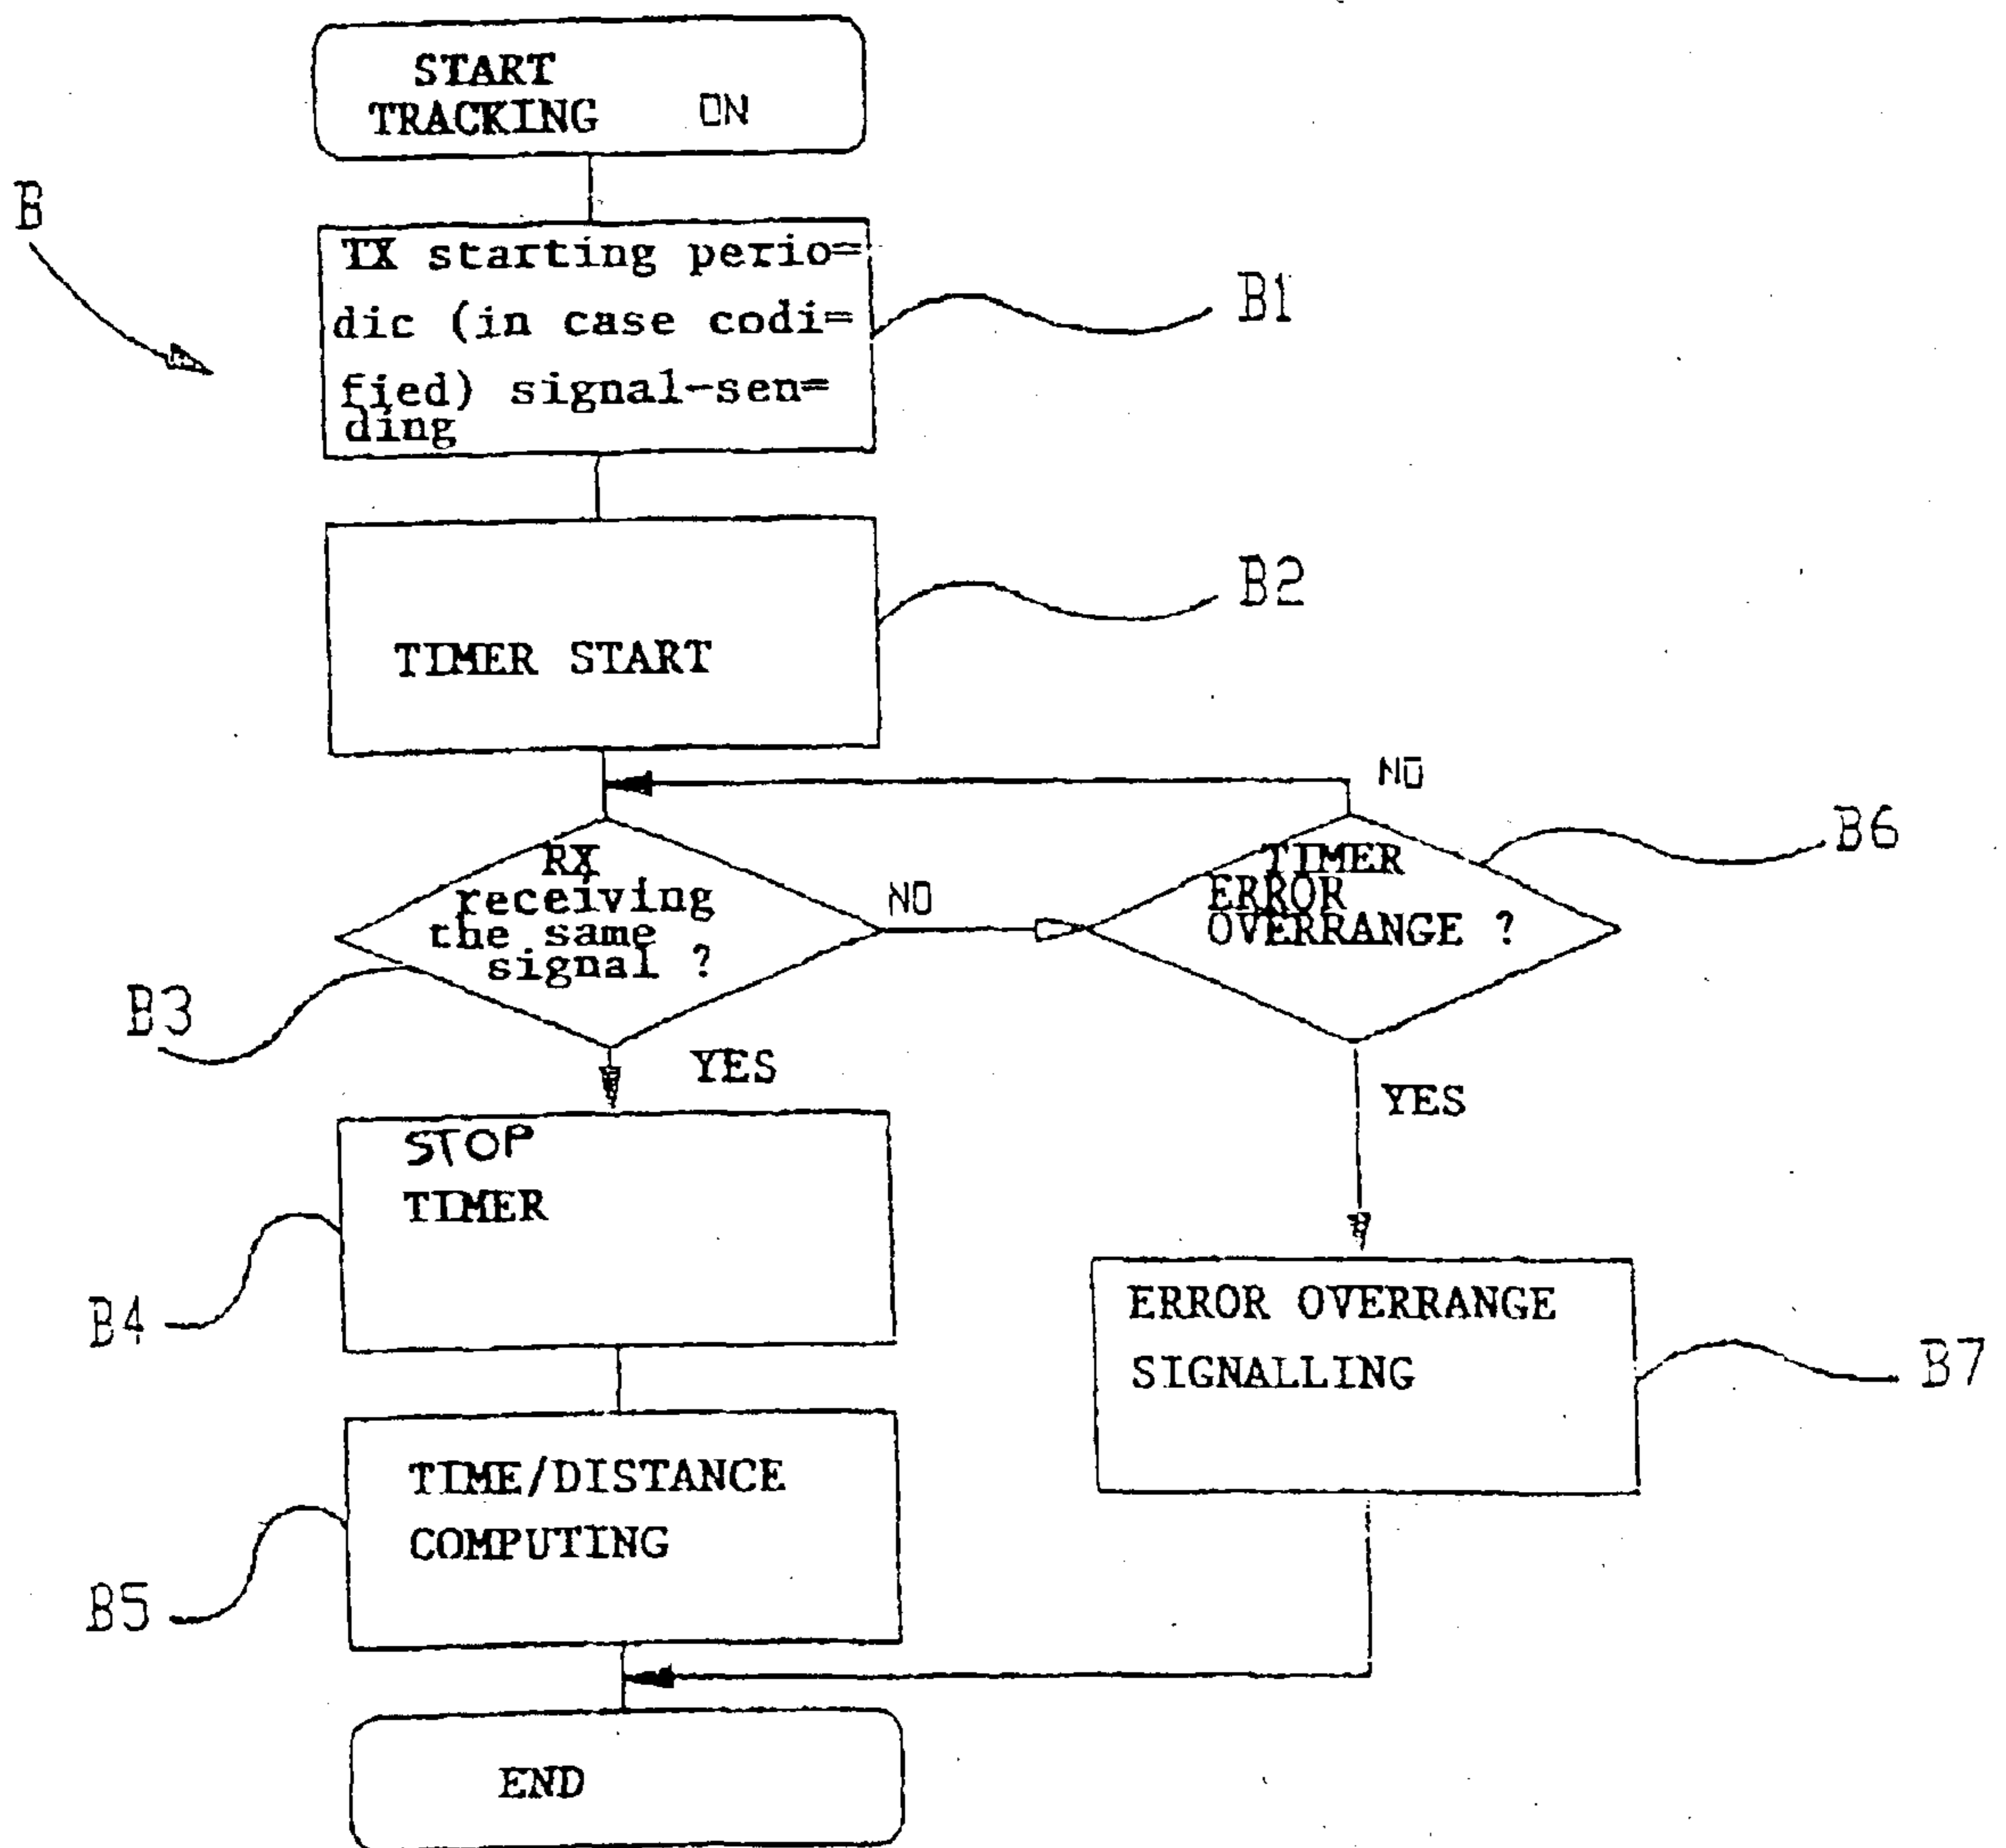 START
TRACKING ON
B
TX starting perio=
dic (in case codi=
fied) signal-sen=
ding
B1
TIMER START
B2
NO
RX
receiving
the same
signal ?
NO
TIMER
ERROR
OVERRANGE ?
B6
B3
YES
YES
STOP
TIMER
B4
ERROR OVERRANGE
SIGNALLING
B7
TIME/DISTANCE
COMPUTING
B5
END